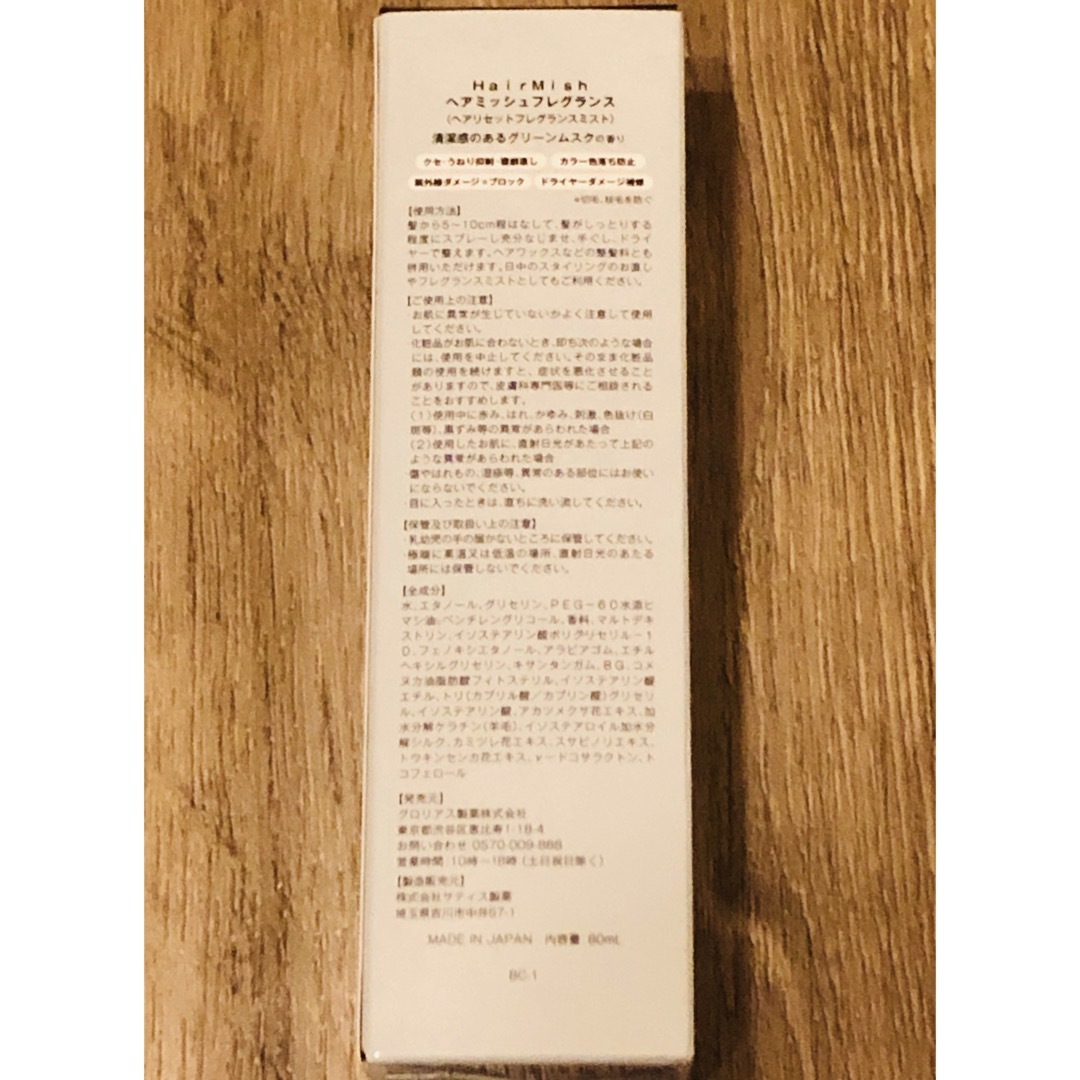 HairMish
ヘアミッシュフレグランス
(ヘアリセットフレグランスミスト)
清潔感のあるグリーンムスクの香り
クセ・うねり抑制・寝癖直し カラー色落ち防止
紫外線ダメージ※ブロック ドライヤーダメージ補修
※切毛、枝毛を防ぐ
【使用方法】
髪から5〜10cm程はなして、髪がしっとりする
程度にスプレーし充分なじませ、手ぐし、ドライ
ヤーで整えます。ヘアワックスなどの整髪料とも
併用いただけます。日中のスタイリングのお直し
やフレグランスミストとしてもご利用ください。
【ご使用上の注意】
・お肌に異常が生じていないかよく注意して使用
してください。
・化粧品がお肌に合わないとき、即ち次のような場合
には、使用を中止してください。そのまま化粧品
類の使用を続けますと、症状を悪化させること
がありますので、皮膚科専門医等にご相談される
ことをおすすめします。
(1)使用中に赤み、はれ、かゆみ、刺激、色抜け(白
斑等)、黒ずみ等の異常があらわれた場合
(2)使用したお肌に、直射日光があたって上記の
ような異常があらわれた場合
・傷やはれもの、湿疹等、異常のある部位にはお使い
にならないでください。
・目に入ったときは、直ちに洗い流してください。
【保管及び取扱い上の注意】
・乳幼児の手の届かないところに保管してください。
・極端に高温又は低温の場所、直射日光のあたる
場所には保管しないでください。
【全成分】
水、エタノール、グリセリン、PEG-60水添ヒ
マシ油、ペンチレングリコール、香料、マルトデキ
ストリン、イソステアリン酸ポリグリセリル-1
0、フェノキシエタノール、アラビアゴム、エチル
ヘキシルグリセリン、キサンタンガム、BG、コメ
ヌカ油脂肪酸フィトステリル、イソステアリン酸
エチル、トリ(カプリル酸/カプリン酸)グリセリ
ル、イソステアリン酸、アカツメクサ花エキス、加
水分解ケラチン(羊毛)、イソステアロイル加水分
解シルク、カミツレ花エキス、スサビノリエキス、
トウキンセンカ花エキス、γ-ドコサラクトン、ト
コフェロール
【発売元】
グロリアス製薬株式会社
東京都渋谷区恵比寿1-18-4
お問い合わせ 0570-009-888
営業時間 10時〜18時(土日祝日除く)
【製造販売元】
株式会社サティス製薬
埼玉県吉川市中井67-1
MADE IN JAPAN 内容量 80mL
BC-1